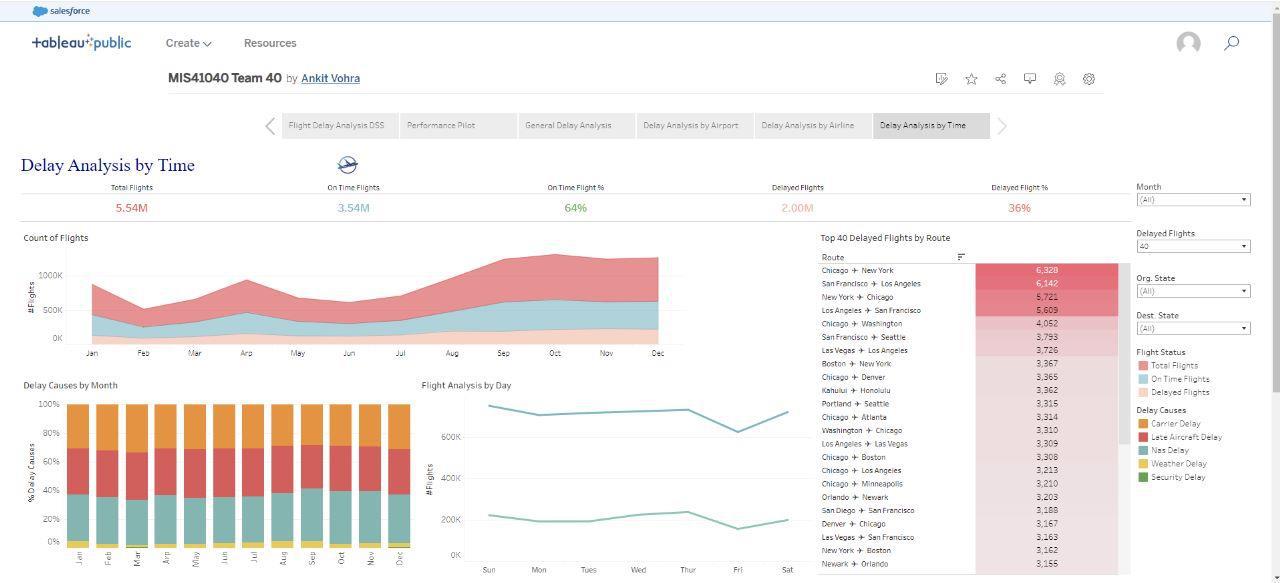 salesforce
tableau public
Create
Resources
MIS41040 Team 40 by Ankit Vohra
Flight Delay Analysis DSS
Performance Pilot
General Delay Analysis
Delay Analysis by Airport
Delay Analysis by Airline
Delay Analysis by Time
Delay Analysis by Time
Total Flights
On Time Flights
On Time Flight %
Delayed Flights
Delayed Flight %
5.54M
3.54M
64%
2.00M
36%
Count of Flights
#Flights
1000K
500K
0K
Jan
Feb
Mar
Arp
May
Jun
Jul
Aug
Sep
Oct
Nov
Dec
Delay Causes by Month
% Delay Causes
100%
80%
60%
40%
20%
0%
Jan
Feb
Mar
Arp
May
Jun
Jul
Aug
Sep
Oct
Nov
Dec
Flight Analysis by Day
#Flights
600K
400K
200K
0K
Sun
Mon
Tues
Wed
Thur
Fri
Sat
Top 40 Delayed Flights by Route
Route
Chicago ✈ New York 6,328
San Francisco ✈ Los Angeles 6,142
New York ✈ Chicago 5,721
Los Angeles ✈ San Francisco 5,609
Chicago ✈ Washington 4,052
San Francisco ✈ Seattle 3,793
Las Vegas ✈ Los Angeles 3,726
Boston ✈ New York 3,367
Chicago ✈ Denver 3,365
Kahului ✈ Honolulu 3,362
Portland ✈ Seattle 3,315
Chicago ✈ Atlanta 3,314
Washington ✈ Chicago 3,310
Los Angeles ✈ Las Vegas 3,309
Chicago ✈ Boston 3,308
Chicago ✈ Los Angeles 3,213
Chicago ✈ Minneapolis 3,210
Orlando ✈ Newark 3,203
San Diego ✈ San Francisco 3,188
Denver ✈ Chicago 3,167
Las Vegas ✈ San Francisco 3,163
New York ✈ Boston 3,162
Newark ✈ Orlando 3,155
Month
(All)
Delayed Flights
40
Org. State
(All)
Dest. State
(All)
Flight Status
Total Flights
On Time Flights
Delayed Flights
Delay Causes
Carrier Delay
Late Aircraft Delay
Nas Delay
Weather Delay
Security Delay